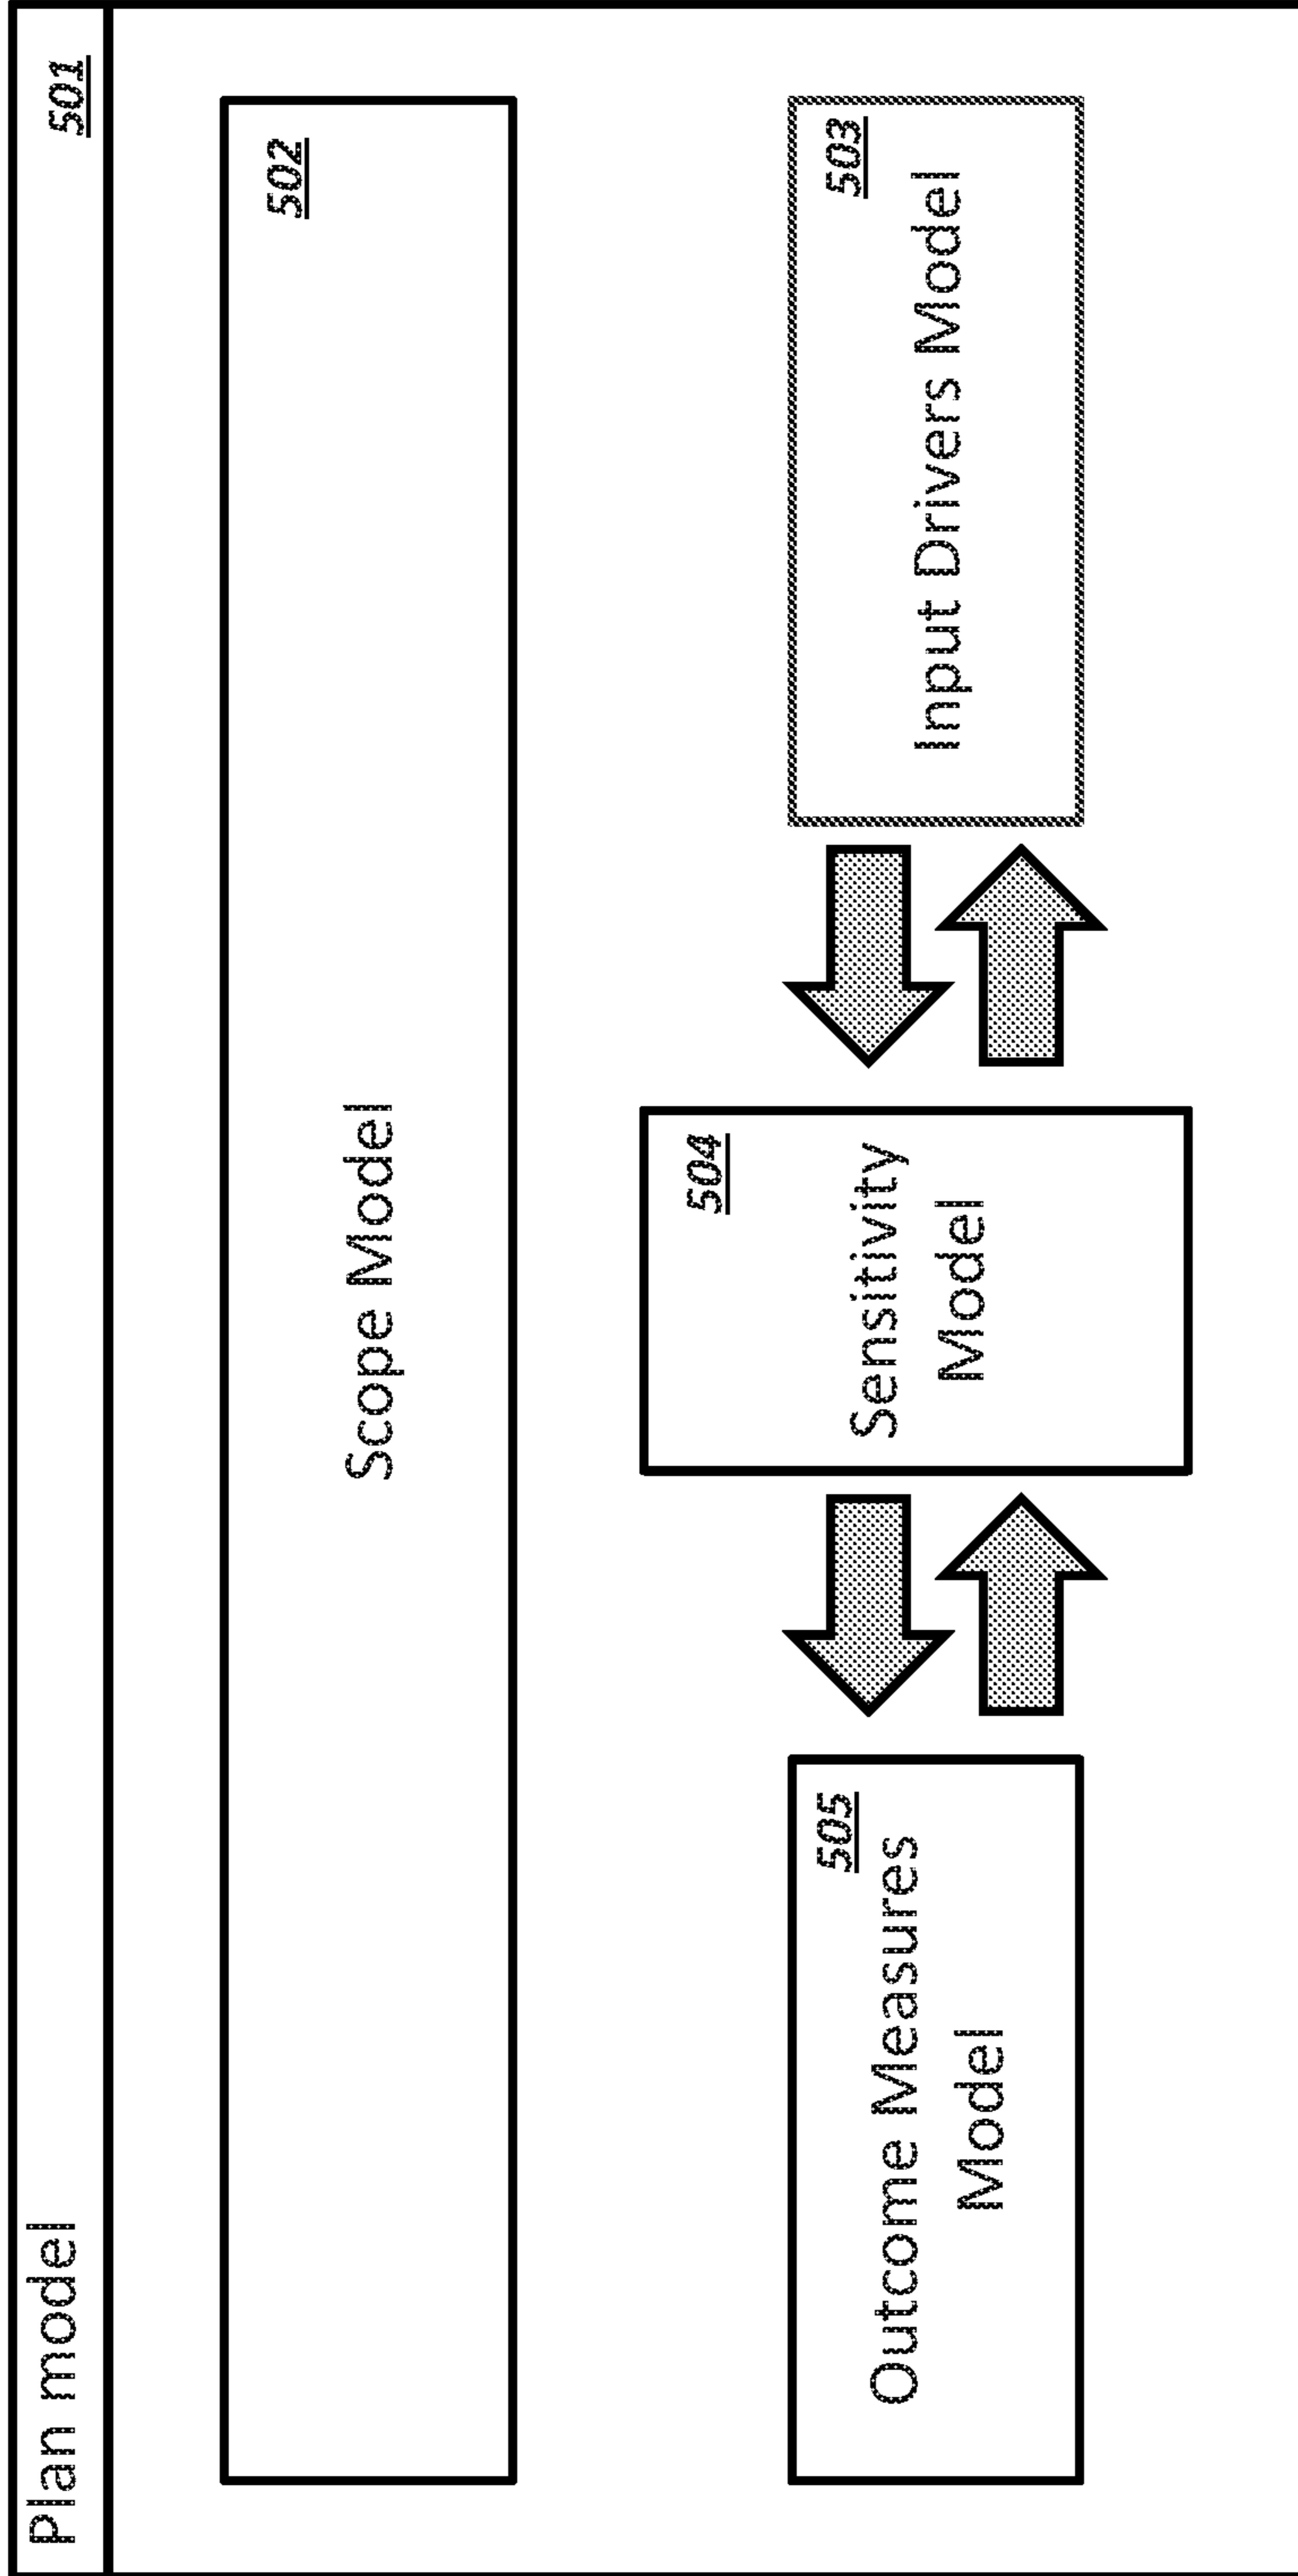 Plan model
501
502
Scope Model
505
Outcome Measures
Model
504
Sensitivity
Model
503
Input Drivers Model